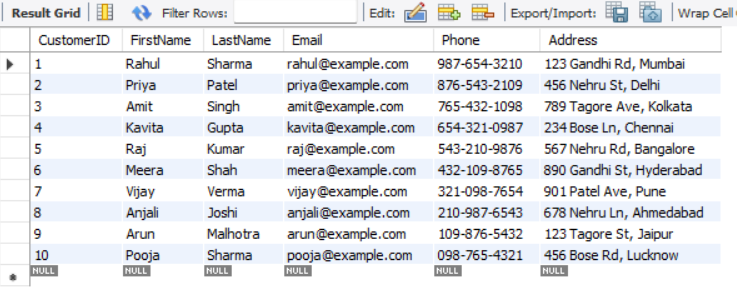 Result Grid Filter Rows: Edit: Export/Import: Wrap Cell
CustomerID FirstName LastName Email Phone Address
1 Rahul Sharma rahul@example.com 987-654-3210 123 Gandhi Rd, Mumbai
2 Priya Patel priya@example.com 876-543-2109 456 Nehru St, Delhi
3 Amit Singh amit@example.com 765-432-1098 789 Tagore Ave, Kolkata
4 Kavita Gupta kavita@example.com 654-321-0987 234 Bose Ln, Chennai
5 Raj Kumar raj@example.com 543-210-9876 567 Nehru Rd, Bangalore
6 Meera Shah meera@example.com 432-109-8765 890 Gandhi St, Hyderabad
7 Vijay Verma vijay@example.com 321-098-7654 901 Patel Ave, Pune
8 Anjali Joshi anjali@example.com 210-987-6543 678 Nehru Ln, Ahmedabad
9 Arun Malhotra arun@example.com 109-876-5432 123 Tagore St, Jaipur
10 Pooja Sharma pooja@example.com 098-765-4321 456 Bose Rd, Lucknow
NULL NULL NULL NULL NULL NULL